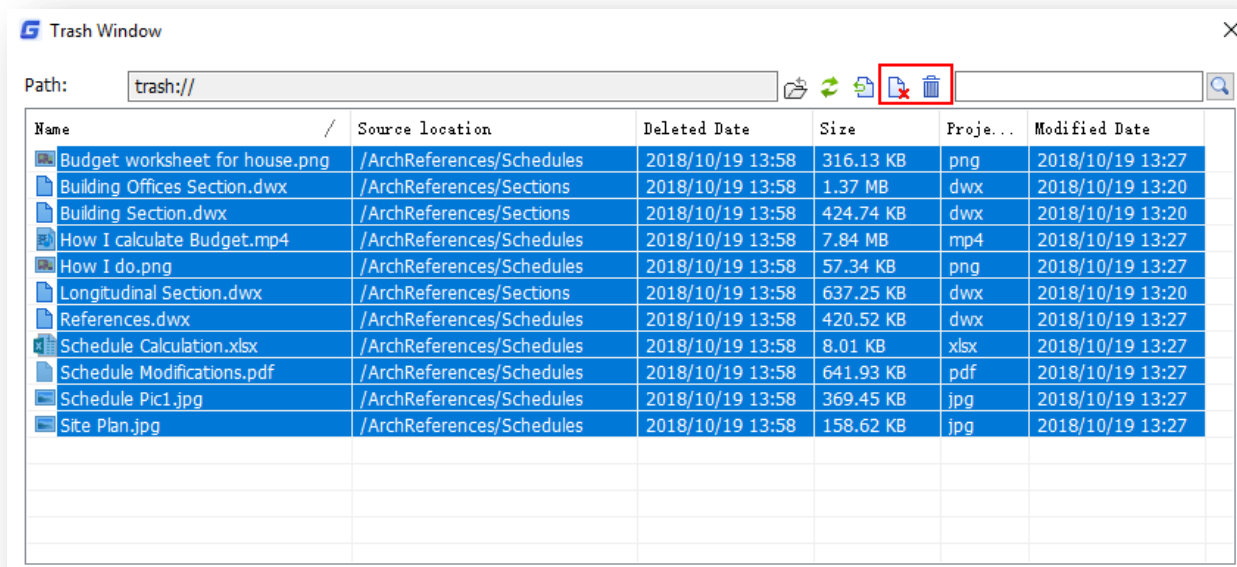 Trash Window
Path: trash://
Name Source location Deleted Date Size Proje... Modified Date
Budget worksheet for house.png /ArchReferences/Schedules 2018/10/19 13:58 316.13 KB png 2018/10/19 13:27
Building Offices Section.dwx /ArchReferences/Sections 2018/10/19 13:58 1.37 MB dwx 2018/10/19 13:20
Building Section.dwx /ArchReferences/Sections 2018/10/19 13:58 424.74 KB dwx 2018/10/19 13:20
How I calculate Budget.mp4 /ArchReferences/Schedules 2018/10/19 13:58 7.84 MB mp4 2018/10/19 13:27
How I do.png /ArchReferences/Schedules 2018/10/19 13:58 57.34 KB png 2018/10/19 13:27
Longitudinal Section.dwx /ArchReferences/Sections 2018/10/19 13:58 637.25 KB dwx 2018/10/19 13:20
References.dwx /ArchReferences/Schedules 2018/10/19 13:58 420.52 KB dwx 2018/10/19 13:27
Schedule Calculation.xlsx /ArchReferences/Schedules 2018/10/19 13:58 8.01 KB xlsx 2018/10/19 13:27
Schedule Modifications.pdf /ArchReferences/Schedules 2018/10/19 13:58 641.93 KB pdf 2018/10/19 13:27
Schedule Pic1.jpg /ArchReferences/Schedules 2018/10/19 13:58 369.45 KB jpg 2018/10/19 13:27
Site Plan.jpg /ArchReferences/Schedules 2018/10/19 13:58 158.62 KB jpg 2018/10/19 13:27